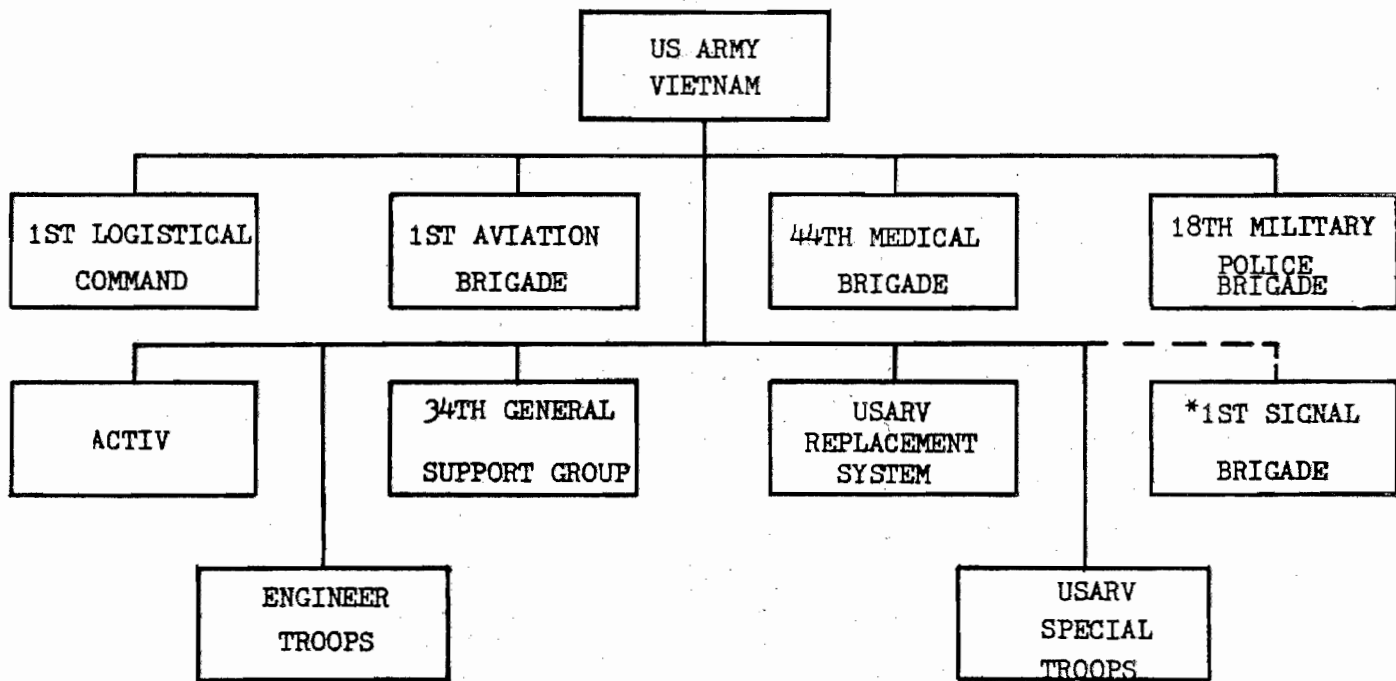 US ARMY
VIETNAM
1ST LOGISTICAL
COMMAND
1ST AVIATION
BRIGADE
44TH MEDICAL
BRIGADE
18TH MILITARY
POLICE
BRIGADE
ACTIV
34TH GENERAL
SUPPORT GROUP
USARV
REPLACEMENT
SYSTEM
*1ST SIGNAL
BRIGADE
ENGINEER
TROOPS
USARV
SPECIAL
TROOPS